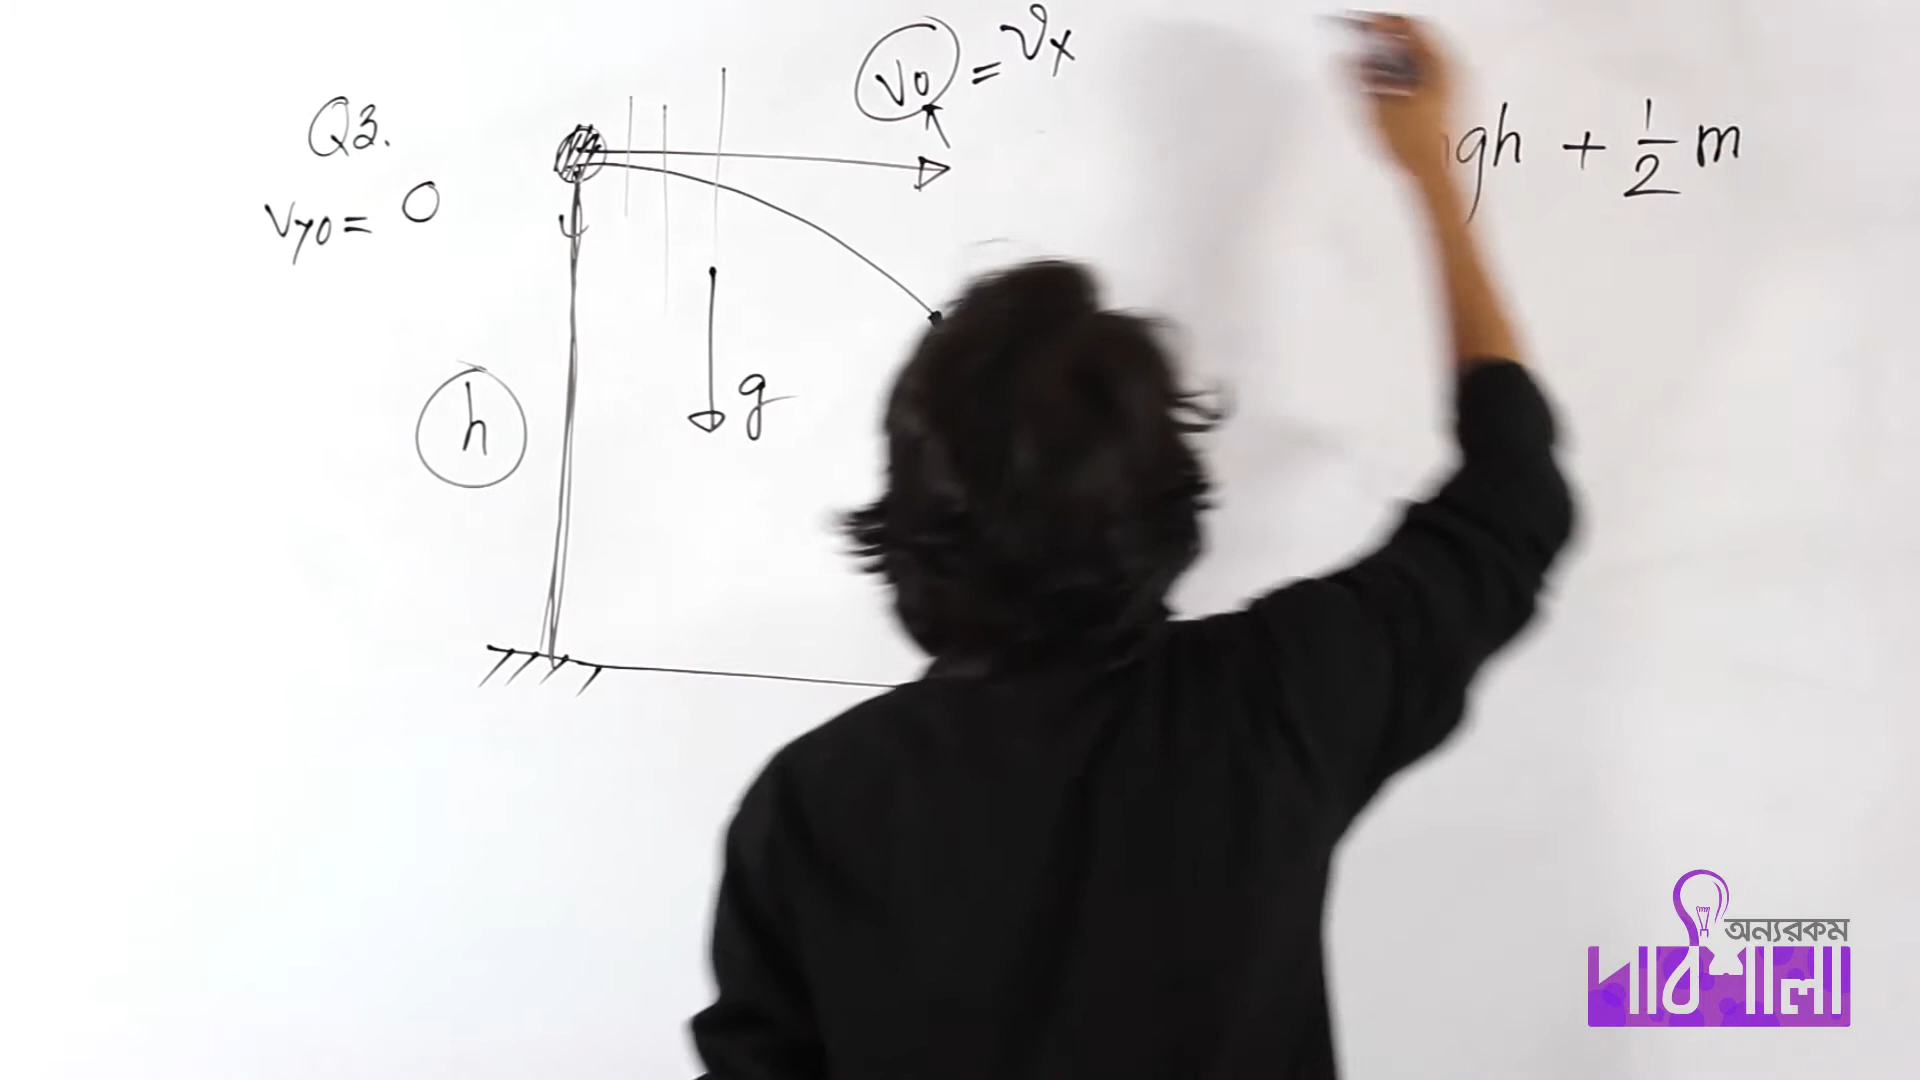 Q3.
v0 = vx
vy0 = 0
gh + 1/2 m
h
g
অন্যরকম
পাঠশালা